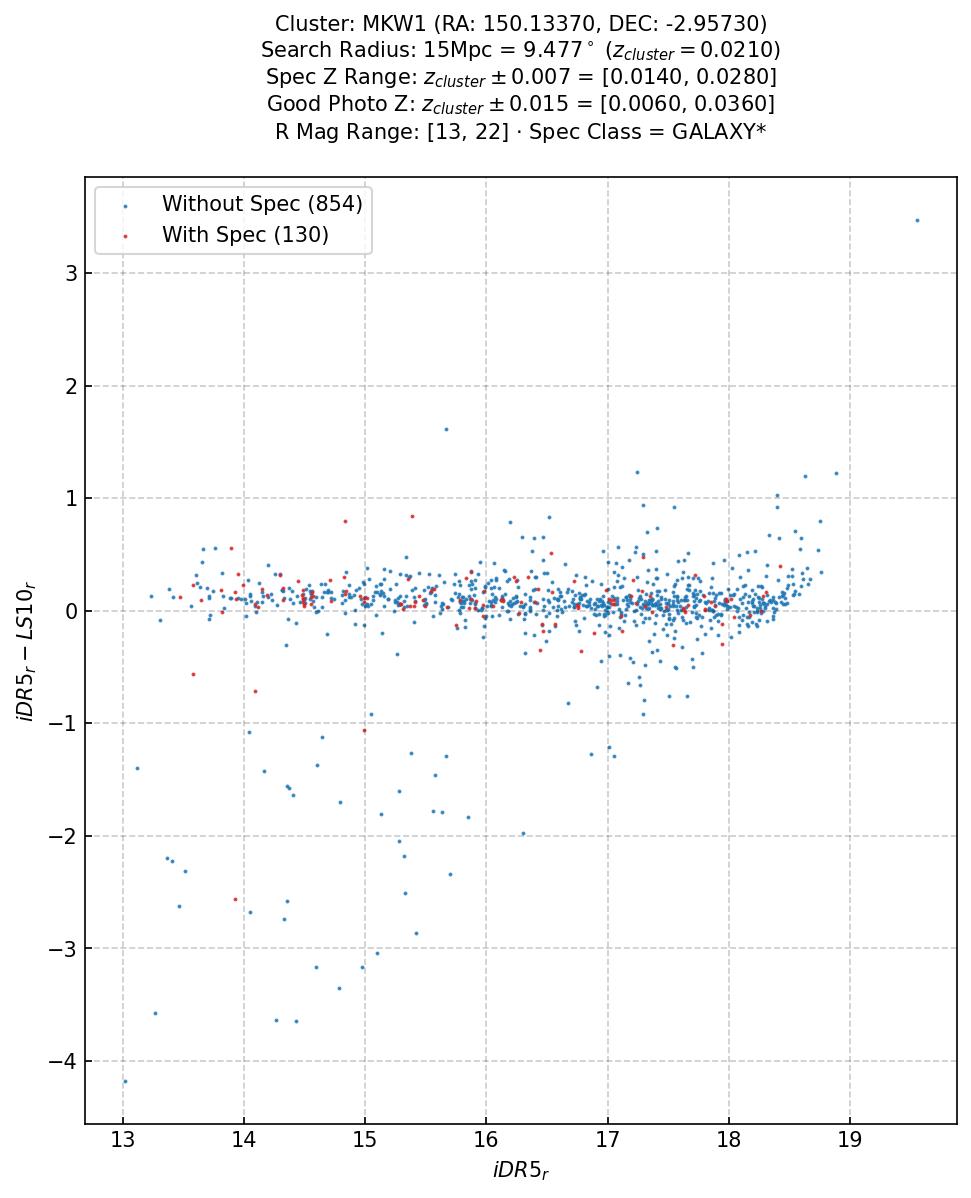 Cluster: MKW1 (RA: 150.13370, DEC: -2.95730)
Search Radius: 15Mpc = 9.477° (z_cluster = 0.0210)
Spec Z Range: z_cluster ± 0.007 = [0.0140, 0.0280]
Good Photo Z: z_cluster ± 0.015 = [0.0060, 0.0360]
R Mag Range: [13, 22] · Spec Class = GALAXY*
Without Spec (854)
With Spec (130)
3
2
1
0
−1
−2
−3
−4
iDR5_r − LS10_r
13 14 15 16 17 18 19
iDR5_r